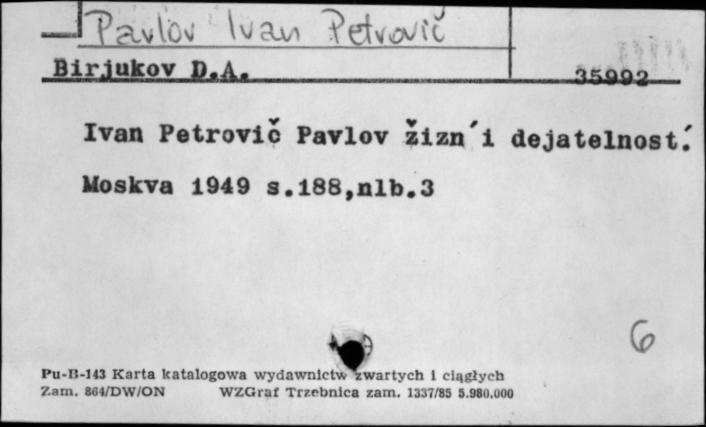 Pavlov Ivan Petrovič
Birjukov D.A.
35992
Ivan Petrovič Pavlov žizn´i dejatelnost´.
Moskva 1949 s.188,nlb.3
6
Pu-B-143 Karta katalogowa wydawnictw zwartych i ciągłych
Zam. 864/DW/ON WZGraf Trzebnica zam. 1337/85 5.980.000